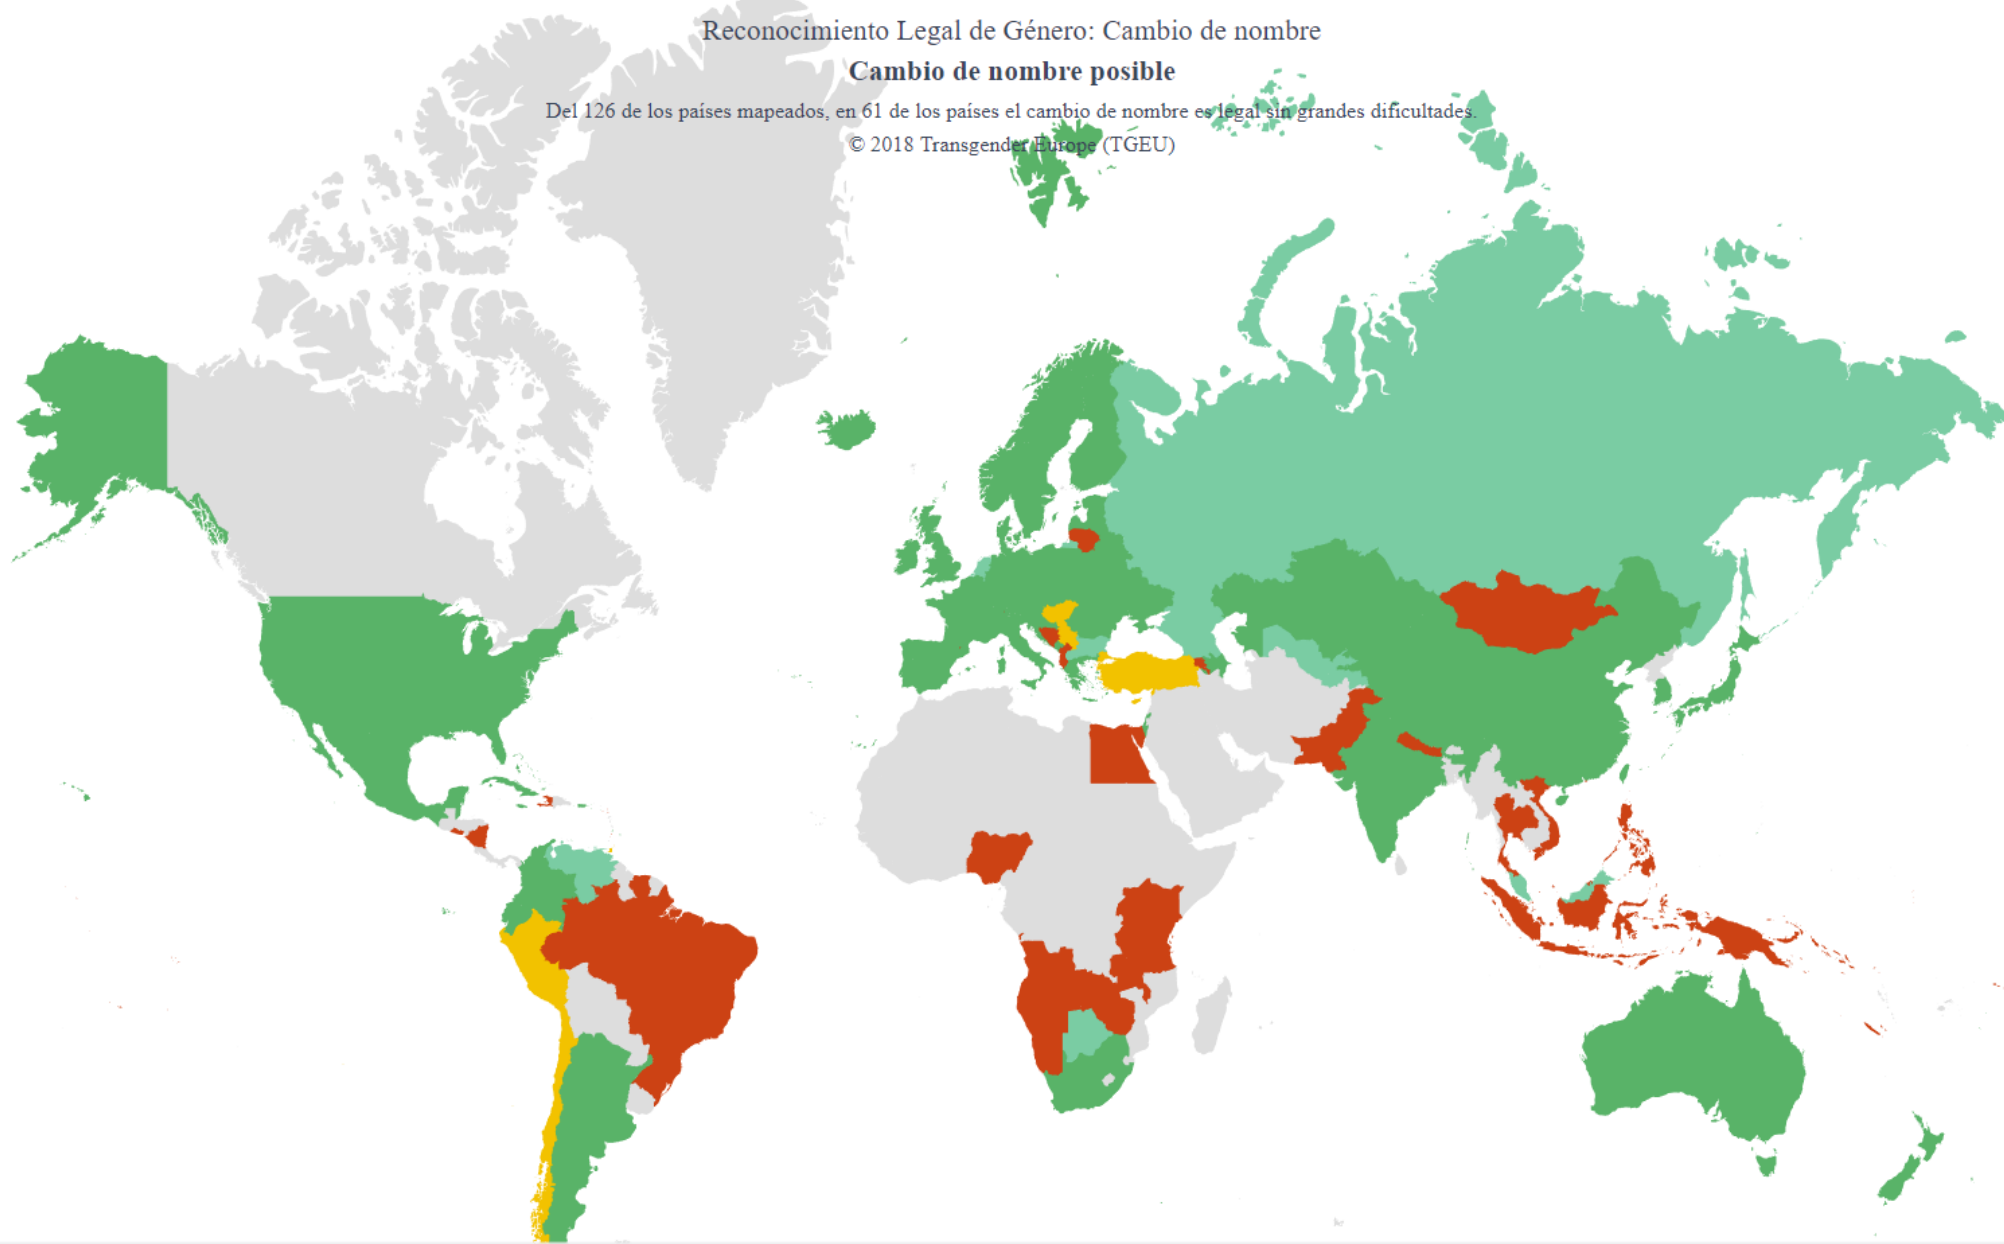 Reconocimiento Legal de Género: Cambio de nombre
Cambio de nombre posible
Del 126 de los países mapeados, en 61 de los países el cambio de nombre es legal sin grandes dificultades.
© 2018 Transgender Europe (TGEU)